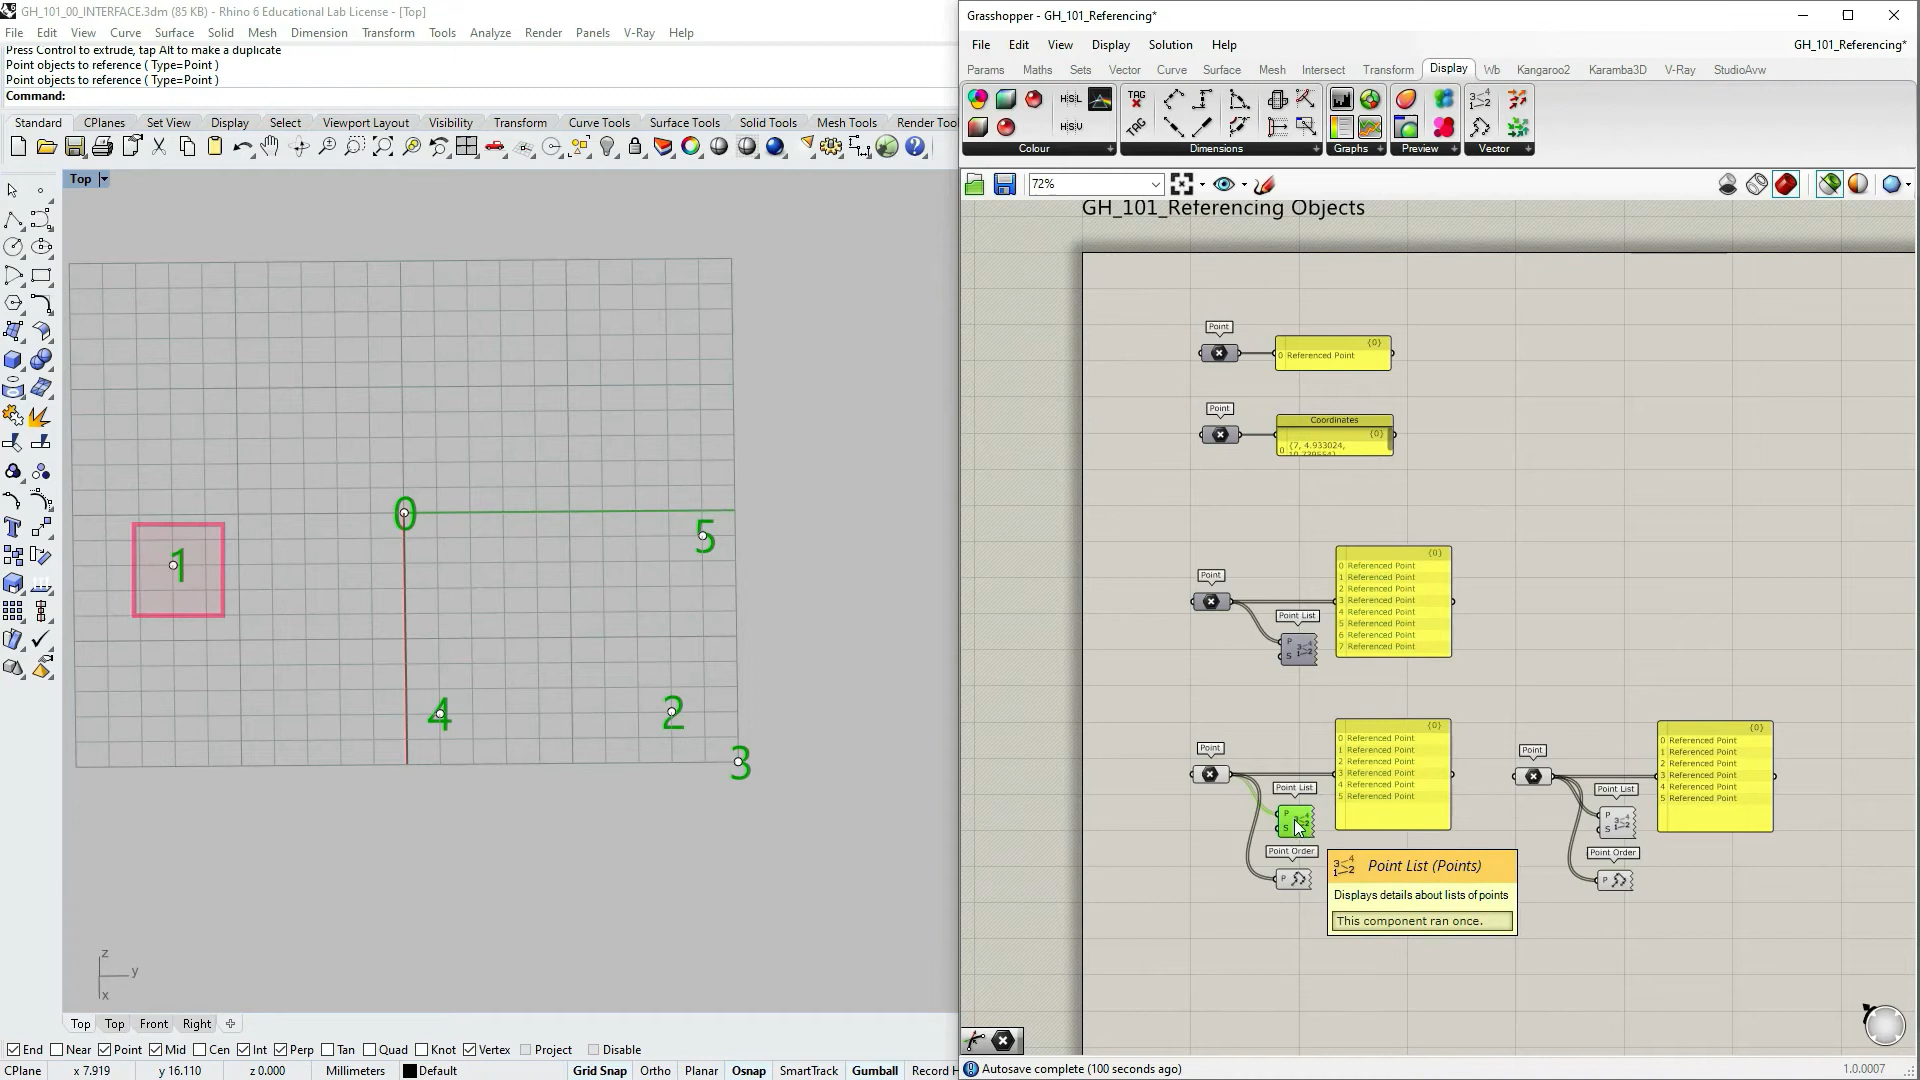 GH_101_00_INTERFACE.3dm (85 KB) - Rhino 6 Educational Lab License - [Top]
File Edit View Curve Surface Solid Mesh Dimension Transform Tools Analyze Render Panels V-Ray Help
Press Control to extrude, tap Alt to make a duplicate
Point objects to reference ( Type=Point )
Point objects to reference ( Type=Point )
Command:
Standard CPlanes Set View Display Select Viewport Layout Visibility Transform Curve Tools Surface Tools Solid Tools Mesh Tools Render Too
Top
0
5
1
4
2
3
z
y
x
Top Top Front Right
End Near Point Mid Cen Int Perp Tan Quad Knot Vertex Project Disable
CPlane x 7.919 y 16.110 z 0.000 Millimeters Default Grid Snap Ortho Planar Osnap SmartTrack Gumball Record H
Grasshopper - GH_101_Referencing*
File Edit View Display Solution Help GH_101_Referencing*
Params Maths Sets Vector Curve Surface Mesh Intersect Transform Display Wb Kangaroo2 Karamba3D V-Ray StudioAvw
Colour Dimensions Graphs Preview Vector
72%
GH_101_Referencing Objects
Point
{0}
0 Referenced Point
Point
Coordinates
{0}
0 {7, 4.933024,
10.739554}
Point
{0}
0 Referenced Point
1 Referenced Point
2 Referenced Point
3 Referenced Point
4 Referenced Point
5 Referenced Point
6 Referenced Point
7 Referenced Point
Point List
P
S
Point
{0}
0 Referenced Point
1 Referenced Point
2 Referenced Point
3 Referenced Point
4 Referenced Point
5 Referenced Point
Point List
P
S
Point Order
P
Point List (Points)
Displays details about lists of points
This component ran once.
Point
{0}
0 Referenced Point
1 Referenced Point
2 Referenced Point
3 Referenced Point
4 Referenced Point
5 Referenced Point
Point List
P
S
Point Order
P
Autosave complete (100 seconds ago) 1.0.0007